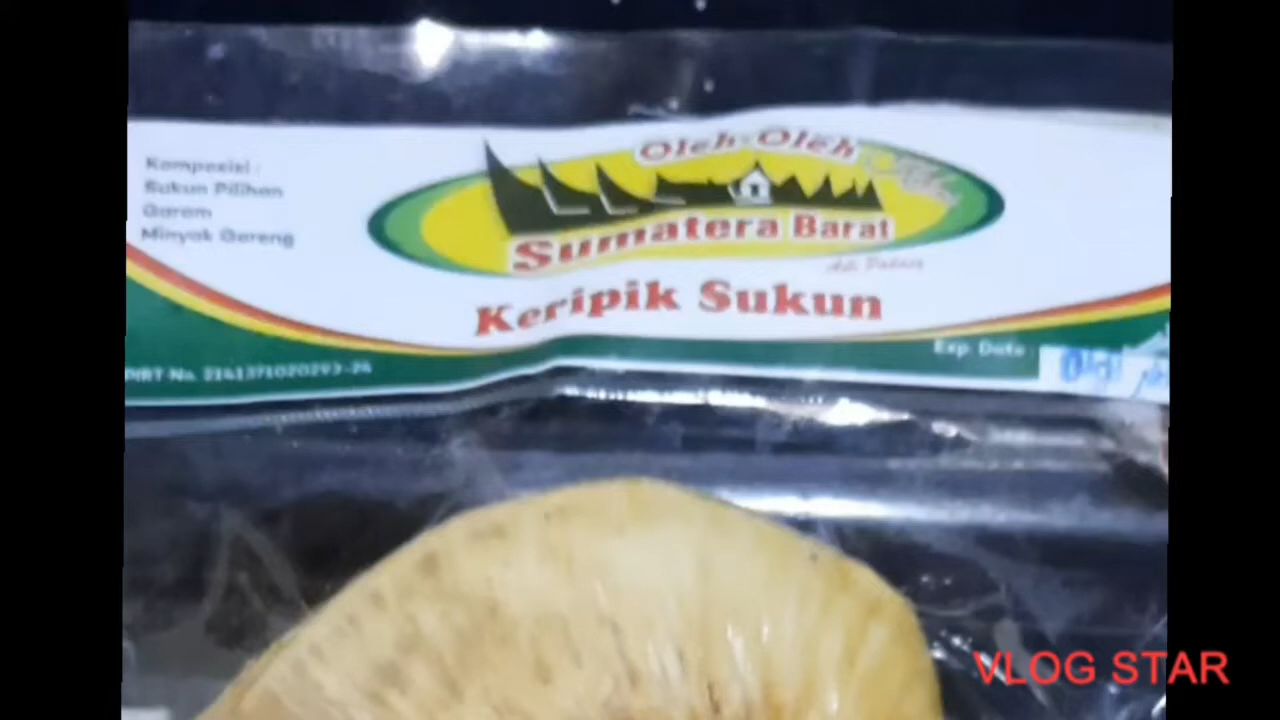 Komposisi :
Sukun Pilihan
Garam
Minyak Goreng
Oleh-Oleh
Sumatera Barat
Keripik Sukun
Exp. Date :
VLOG STAR